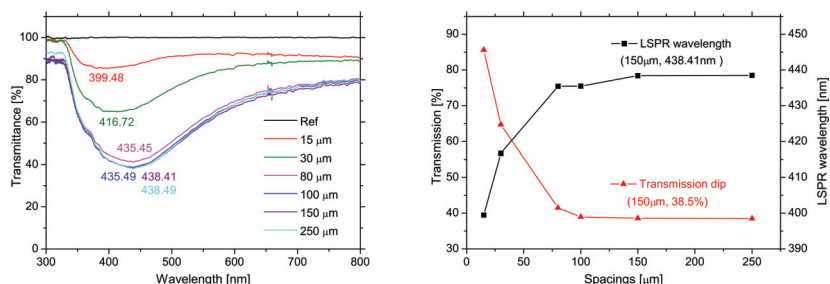 100
80
60
40
20
0
300
400
500
600
700
800
Transmittance [%]
Wavelength [nm]
399.48
416.72
435.45
435.49
438.41
438.49
Ref
15 μm
30 μm
80 μm
100 μm
150 μm
250 μm
90
80
70
60
50
40
30
0
50
100
150
200
250
Transmission [%]
Spacings [μm]
LSPR wavelength
(150μm, 438.41nm )
Transmission dip
(150μm, 38.5%)
450
440
430
420
410
400
390
LSPR wavelength [nm]